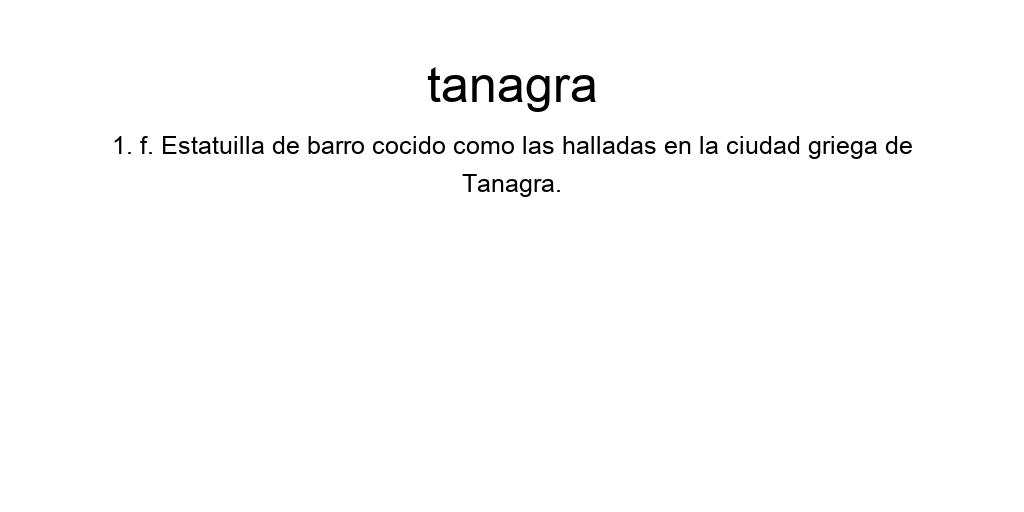 tanagra
1. f. Estatuilla de barro cocido como las halladas en la ciudad griega de
Tanagra.